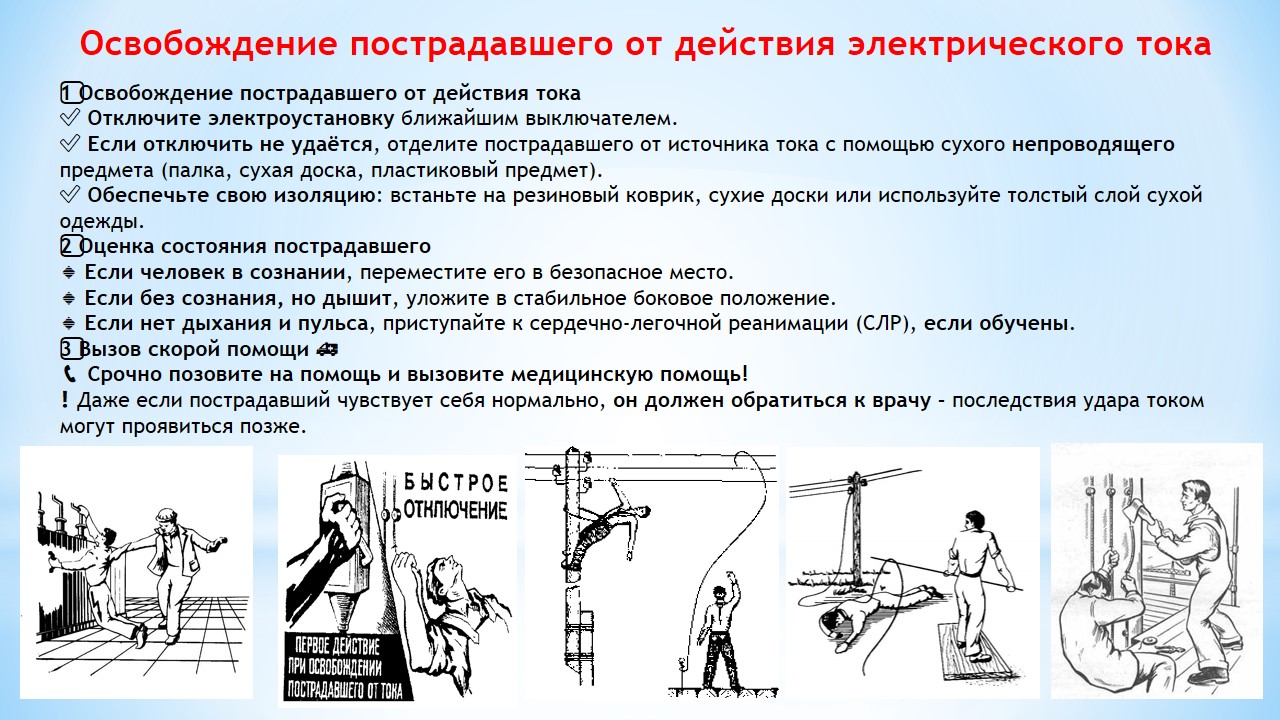 Освобождение пострадавшего от действия электрического тока
1 Освобождение пострадавшего от действия тока
✅ Отключите электроустановку ближайшим выключателем.
✅ Если отключить не удаётся, отделите пострадавшего от источника тока с помощью сухого непроводящего
предмета (палка, сухая доска, пластиковый предмет).
✅ Обеспечьте свою изоляцию: встаньте на резиновый коврик, сухие доски или используйте толстый слой сухой
одежды.
2 Оценка состояния пострадавшего
🔹 Если человек в сознании, переместите его в безопасное место.
🔹 Если без сознания, но дышит, уложите в стабильное боковое положение.
🔹 Если нет дыхания и пульса, приступайте к сердечно-легочной реанимации (СЛР), если обучены.
3 Вызов скорой помощи 🚑
📞 Срочно позовите на помощь и вызовите медицинскую помощь!
❗ Даже если пострадавший чувствует себя нормально, он должен обратиться к врачу – последствия удара током
могут проявиться позже.
БЫСТРОЕ
ОТКЛЮЧЕНИЕ
ПЕРВОЕ ДЕЙСТВИЕ
ПРИ ОСВОБОЖДЕНИИ
ПОСТРАДАВШЕГО ОТ ТОКА